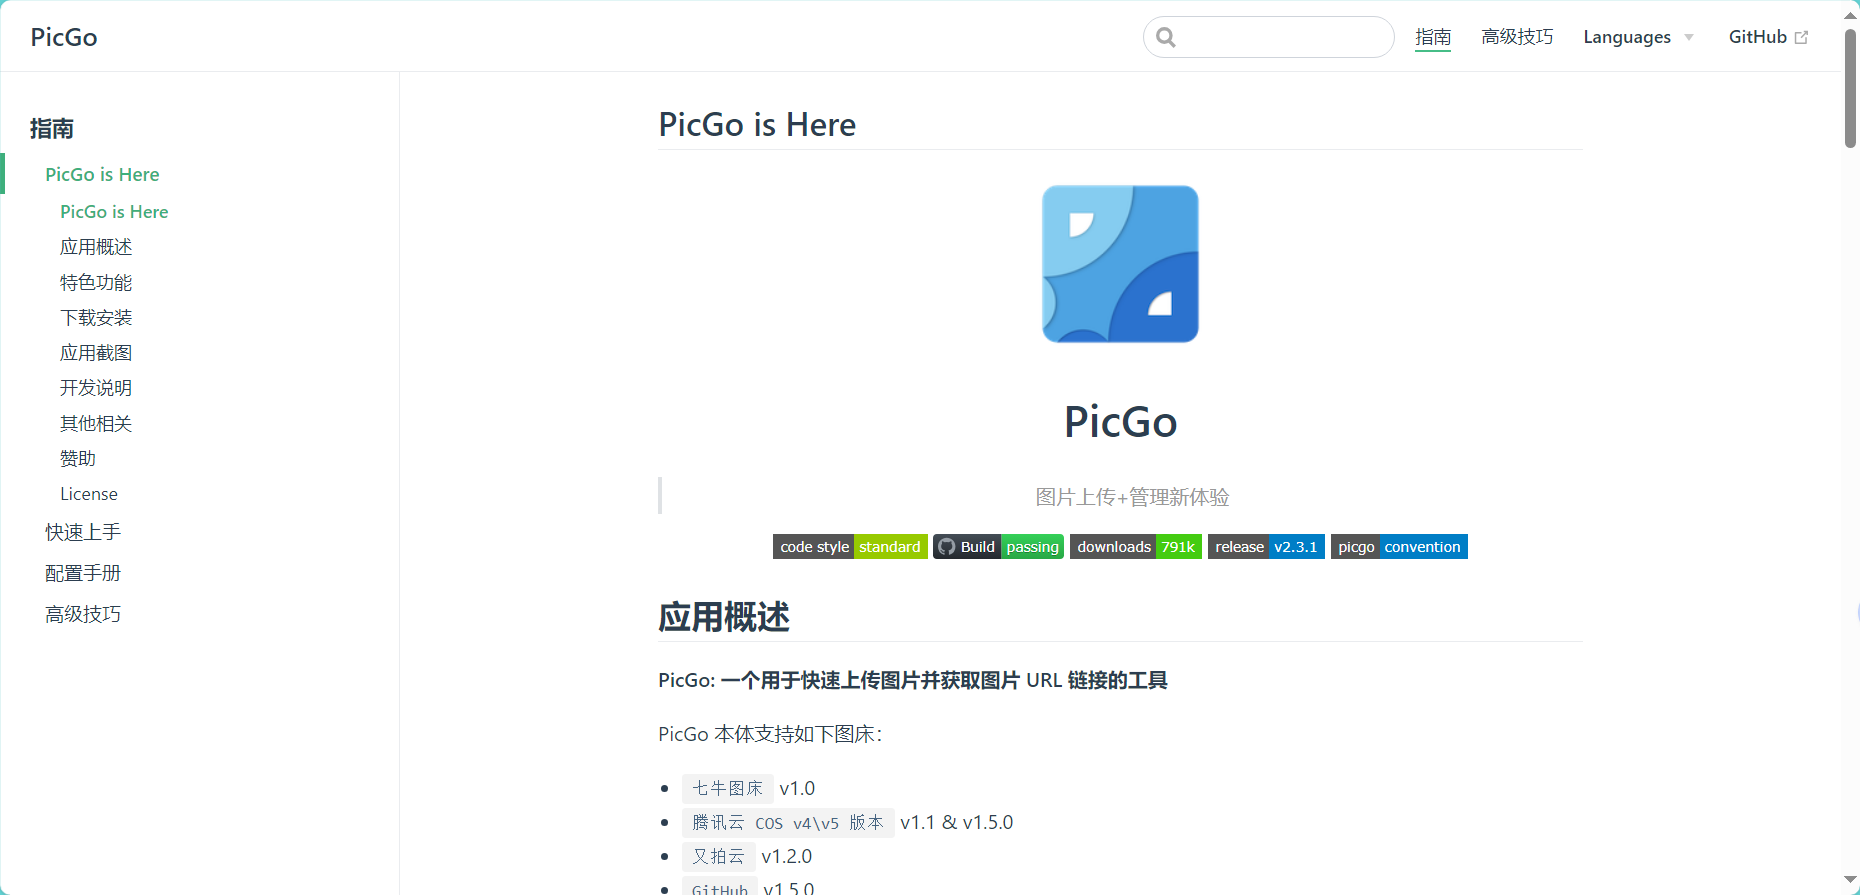 PicGo
指南
高级技巧
Languages
GitHub
指南
PicGo is Here
PicGo is Here
应用概述
特色功能
下载安装
应用截图
开发说明
其他相关
赞助
License
快速上手
配置手册
高级技巧
PicGo is Here
PicGo
图片上传+管理新体验
code style standard Build passing downloads 791k release v2.3.1 picgo convention
应用概述
PicGo: 一个用于快速上传图片并获取图片 URL 链接的工具
PicGo 本体支持如下图床：
七牛图床 v1.0
腾讯云 COS v4\v5 版本 v1.1 & v1.5.0
又拍云 v1.2.0
GitHub v1.5.0